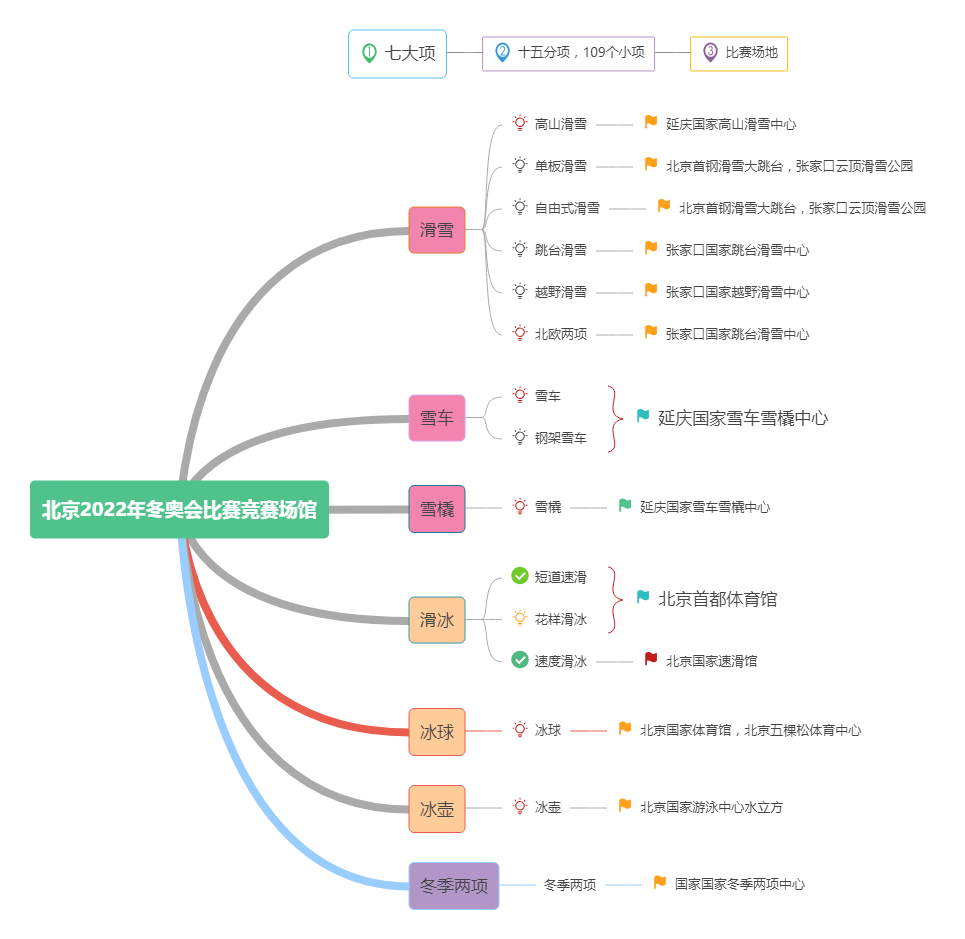 1 七大项
2 十五分项，109个小项
3 比赛场地
北京2022年冬奥会比赛竞赛场馆
滑雪
高山滑雪 延庆国家高山滑雪中心
单板滑雪 北京首钢滑雪大跳台，张家口云顶滑雪公园
自由式滑雪 北京首钢滑雪大跳台，张家口云顶滑雪公园
跳台滑雪 张家口国家跳台滑雪中心
越野滑雪 张家口国家越野滑雪中心
北欧两项 张家口国家跳台滑雪中心
雪车
雪车
钢架雪车
延庆国家雪车雪橇中心
雪橇
雪橇 延庆国家雪车雪橇中心
滑冰
短道速滑
花样滑冰
北京首都体育馆
速度滑冰 北京国家速滑馆
冰球
冰球 北京国家体育馆，北京五棵松体育中心
冰壶
冰壶 北京国家游泳中心水立方
冬季两项
冬季两项 国家国家冬季两项中心